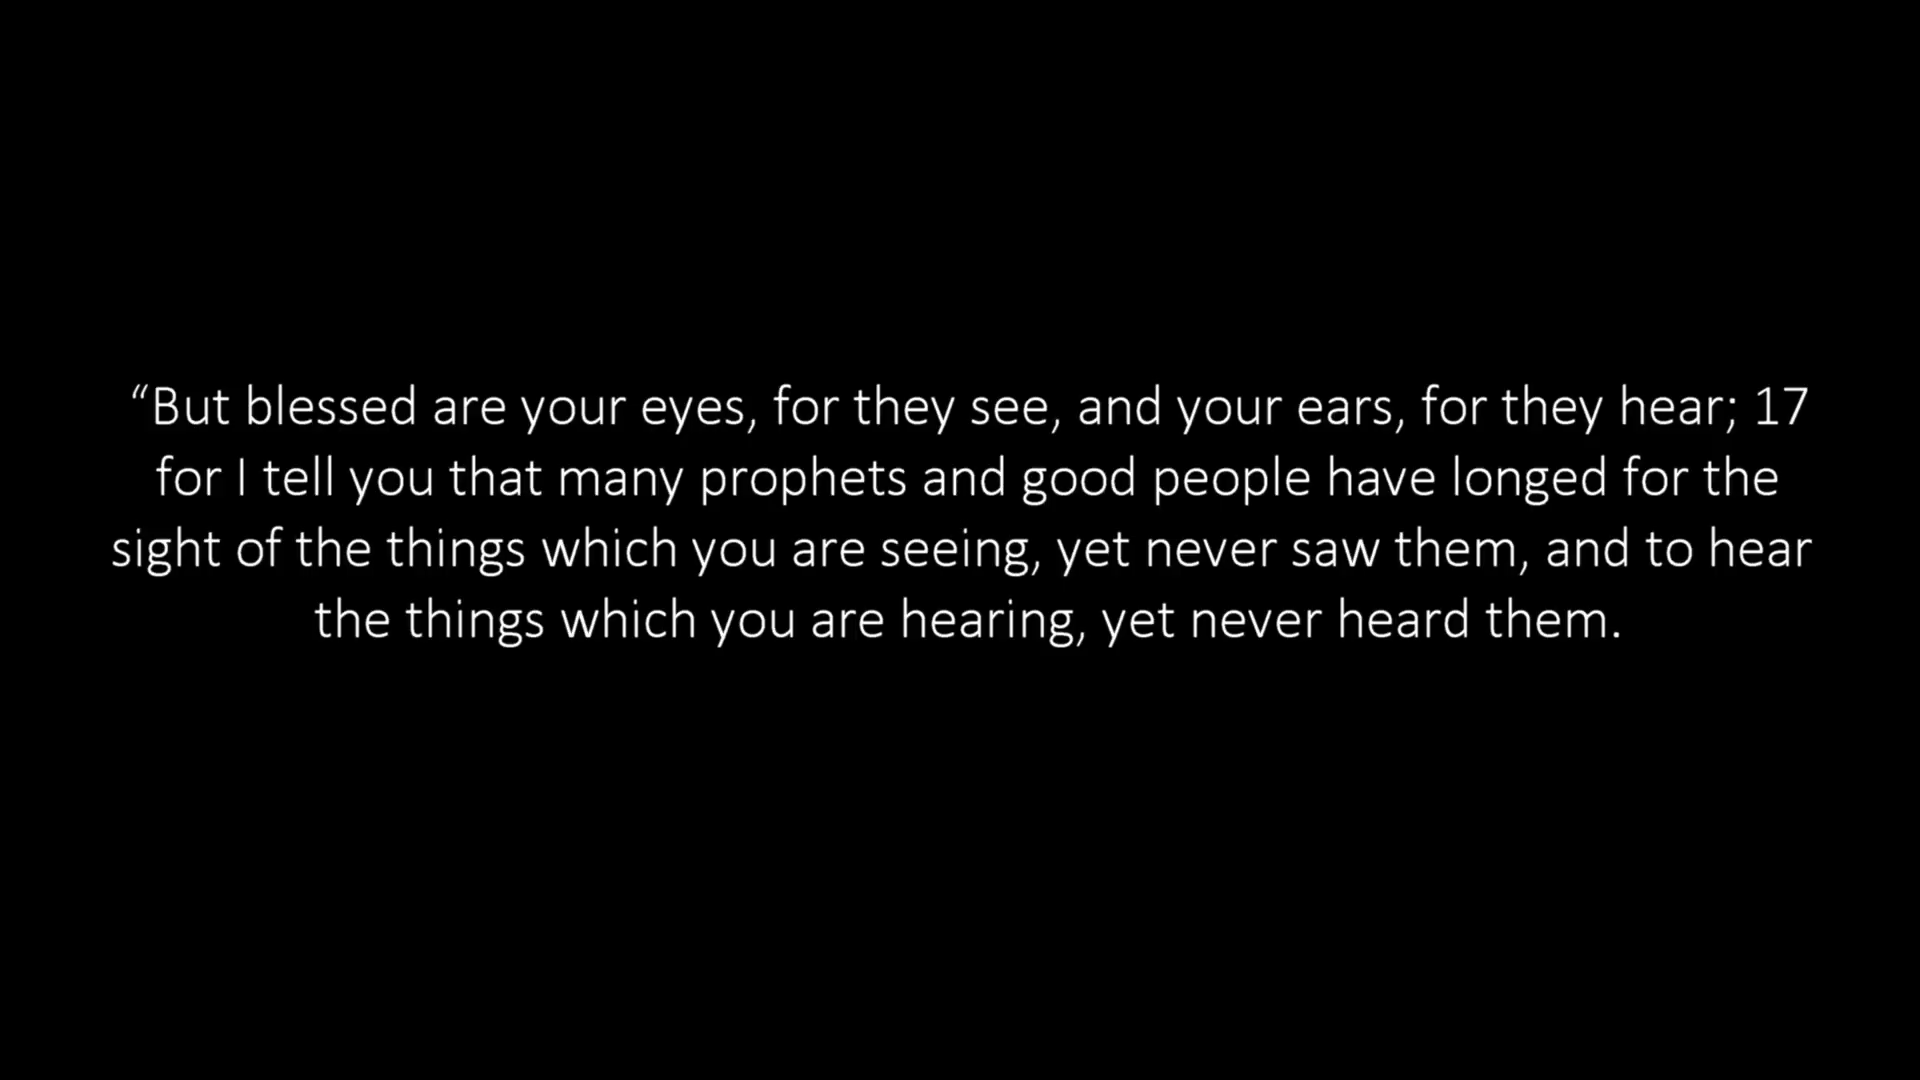 “But blessed are your eyes, for they see, and your ears, for they hear; 17
for I tell you that many prophets and good people have longed for the
sight of the things which you are seeing, yet never saw them, and to hear
the things which you are hearing, yet never heard them.